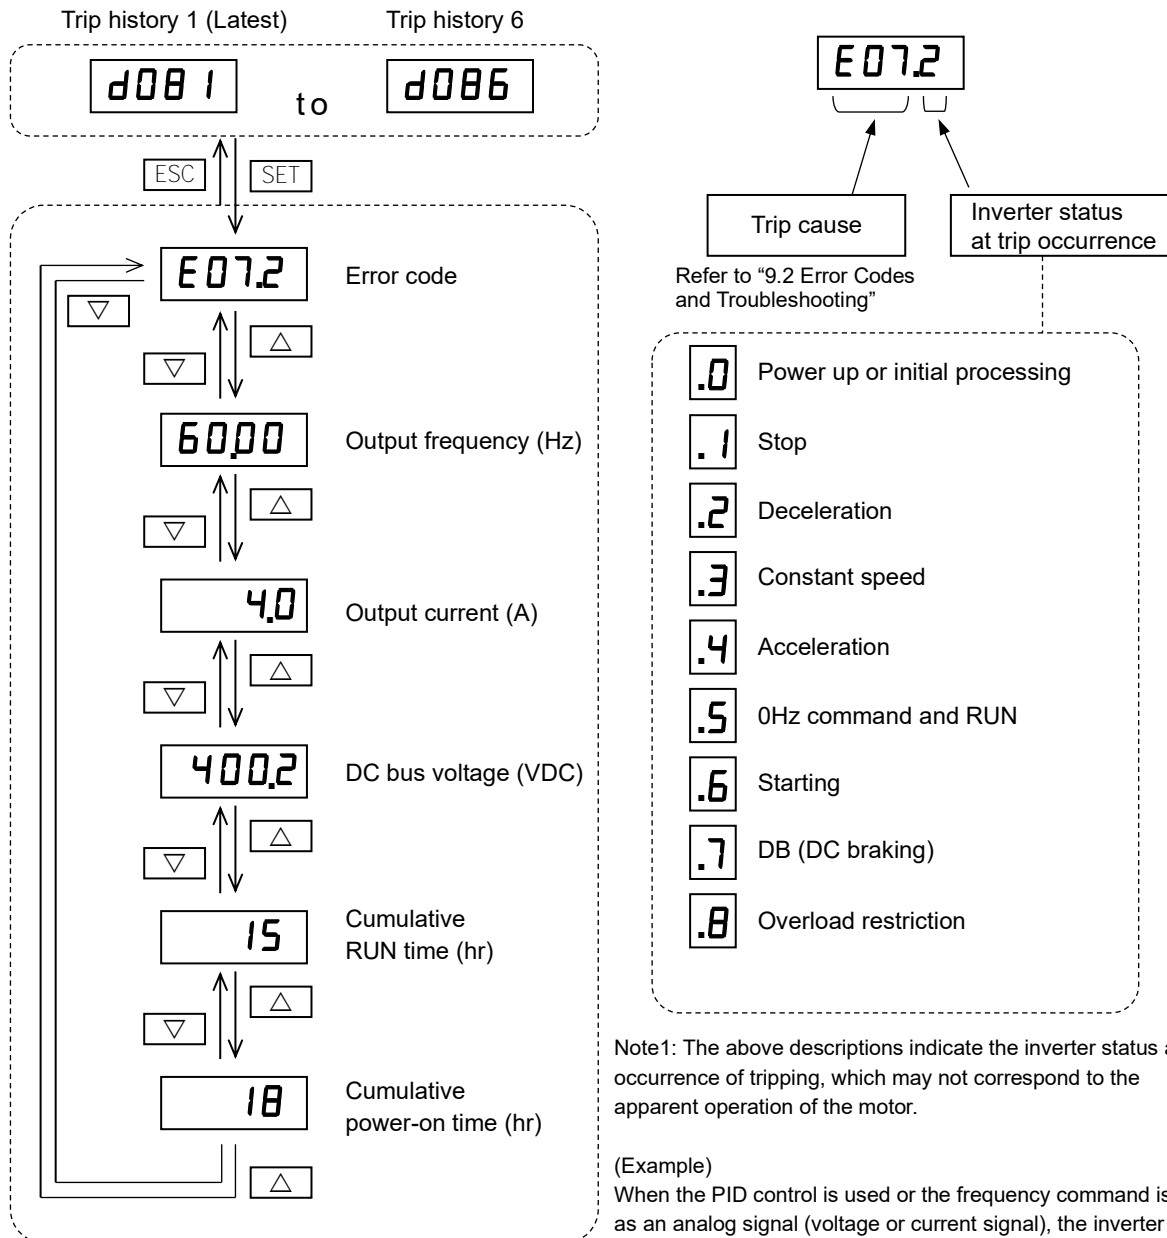 Trip history 1 (Latest)
Trip history 6
d081
to
d086
ESC
SET
E07.2
Error code
60.00
Output frequency (Hz)
4.0
Output current (A)
400.2
DC bus voltage (VDC)
15
Cumulative
RUN time (hr)
18
Cumulative
power-on time (hr)
E07.2
Trip cause
Inverter status
at trip occurrence
Refer to “9.2 Error Codes
and Troubleshooting”
.0 Power up or initial processing
.1 Stop
.2 Deceleration
.3 Constant speed
.4 Acceleration
.5 0Hz command and RUN
.6 Starting
.7 DB (DC braking)
.8 Overload restriction
Note1: The above descriptions indicate the inverter status
occurrence of tripping, which may not correspond to the
apparent operation of the motor.
(Example)
When the PID control is used or the frequency command is
as an analog signal (voltage or current signal), the inverter